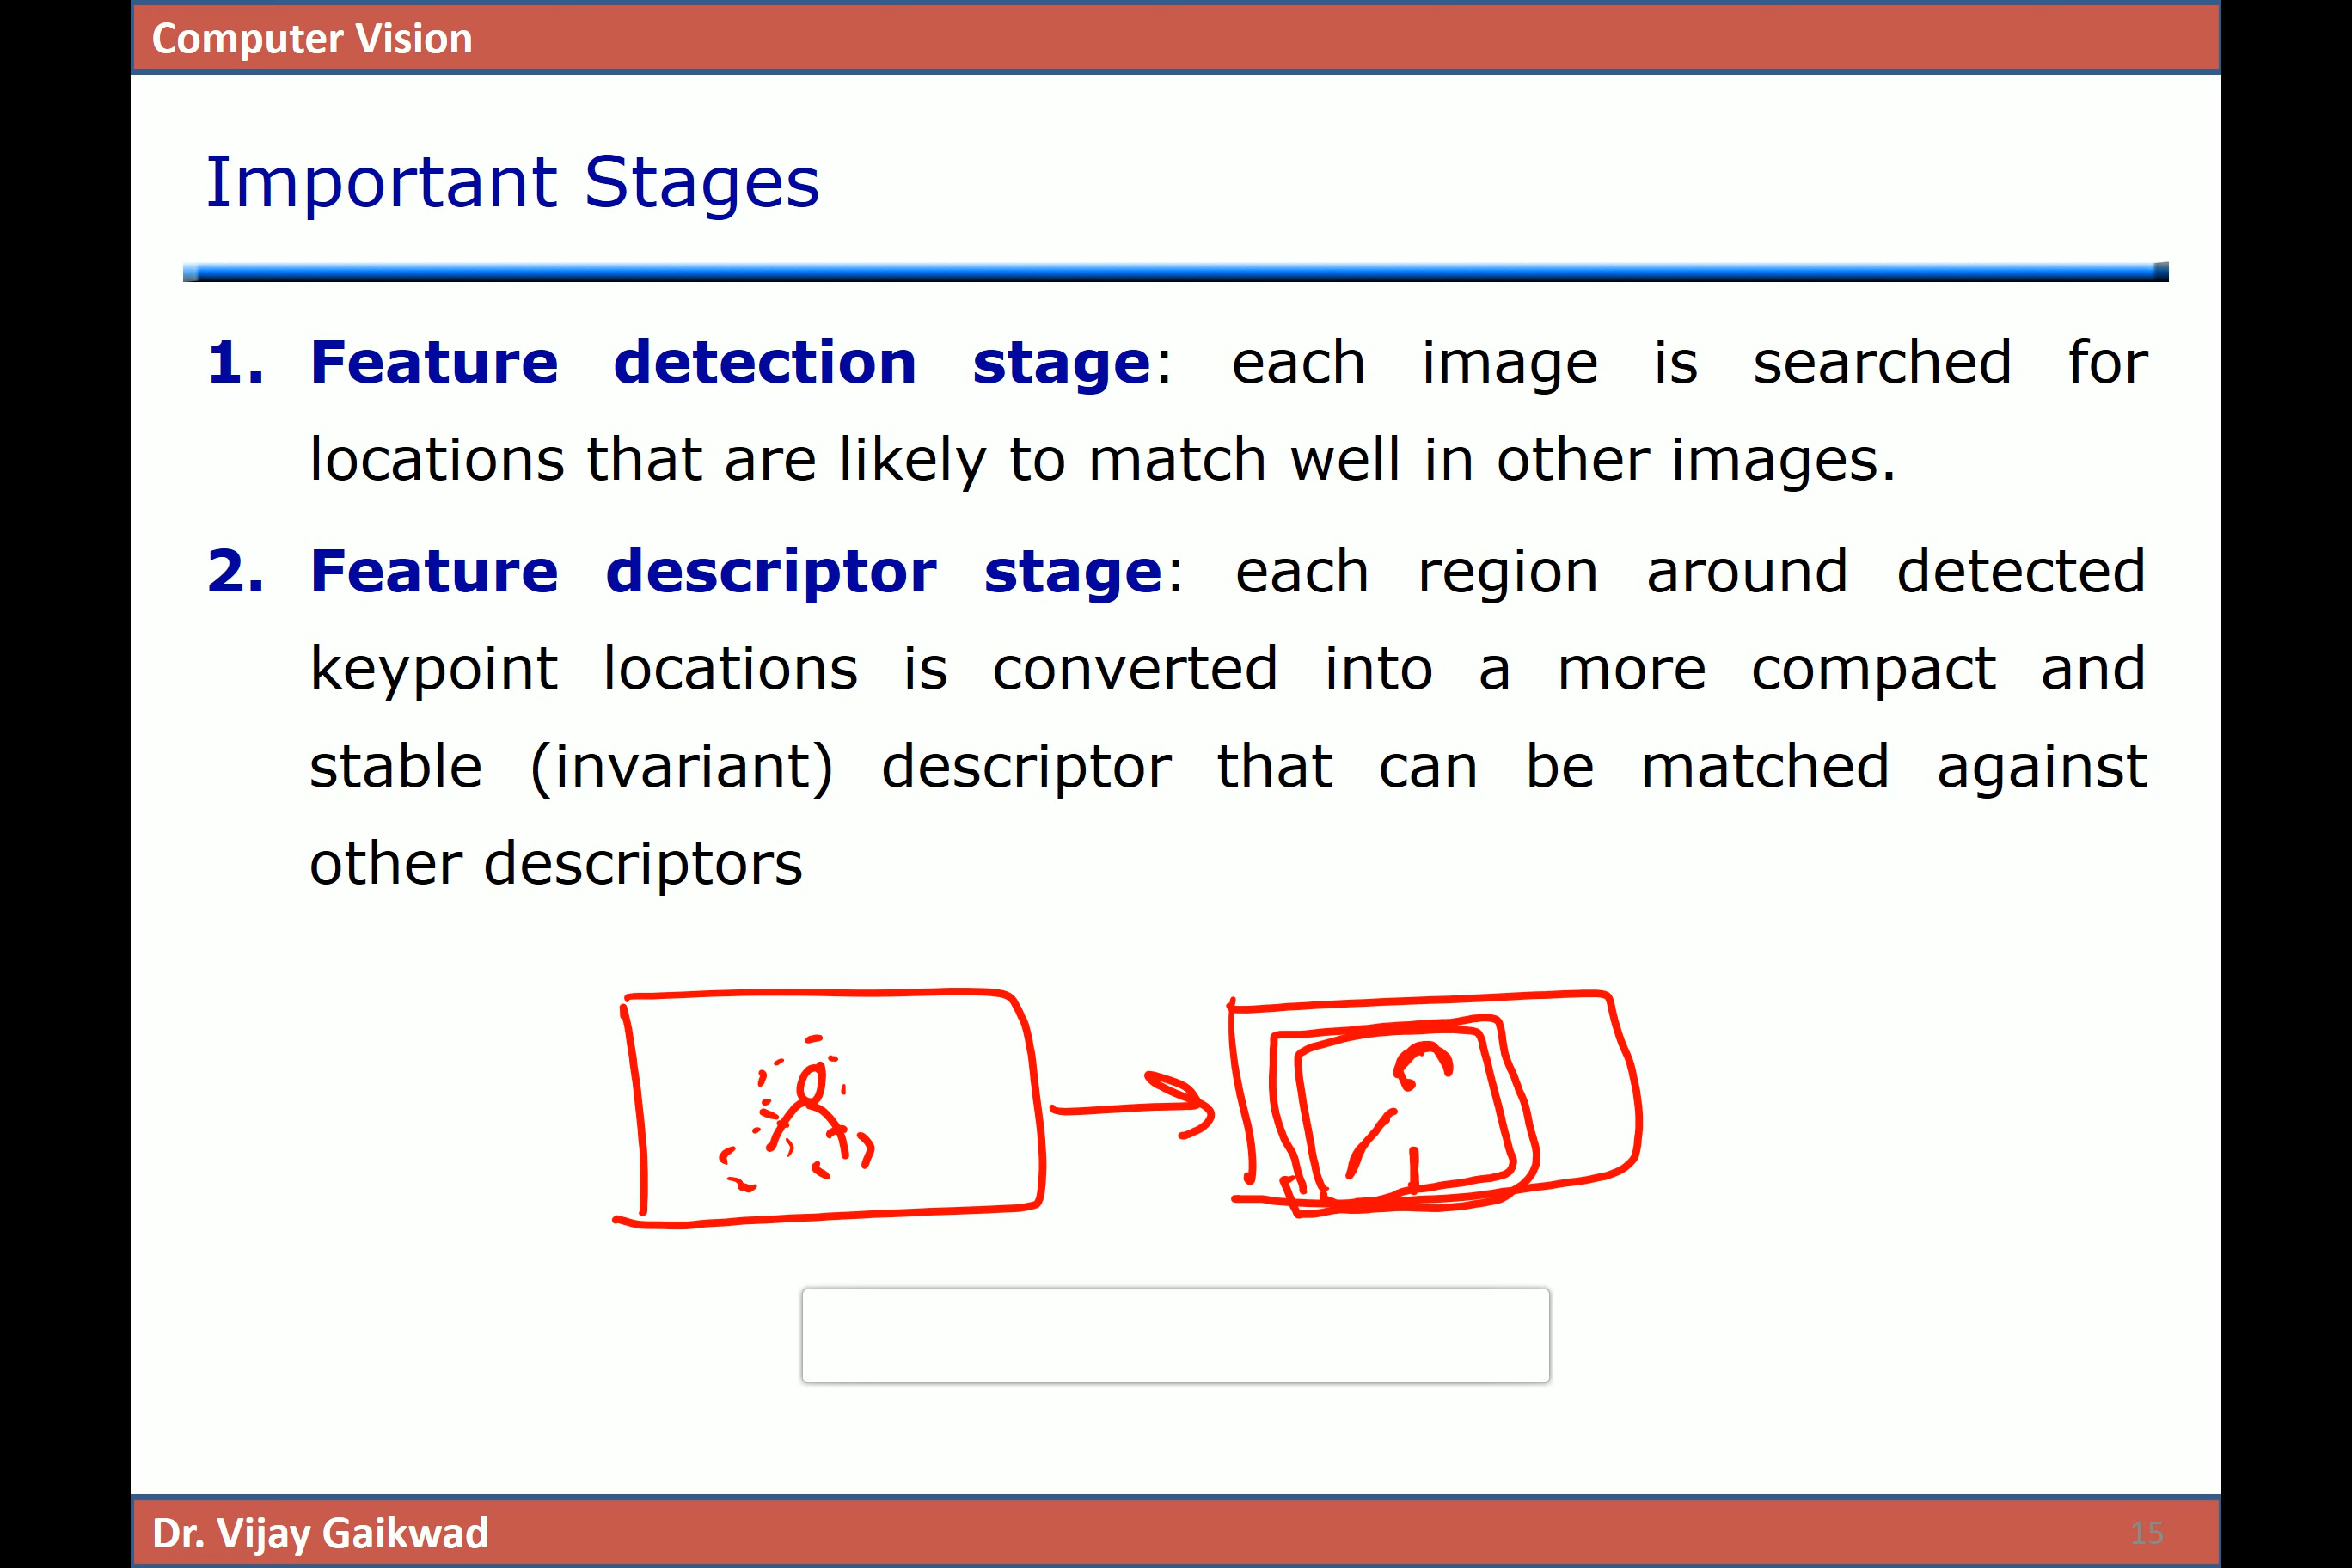 Computer Vision
Important Stages
1. Feature detection stage: each image is searched for
locations that are likely to match well in other images.
2. Feature descriptor stage: each region around detected
keypoint locations is converted into a more compact and
stable (invariant) descriptor that can be matched against
other descriptors
Dr. Vijay Gaikwad
15